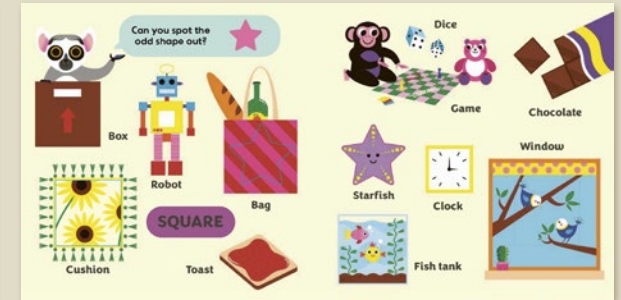 Can you spot the
odd shape out?
Dice
Game
Chocolate
Box
Robot
Bag
Starfish
Clock
Window
SQUARE
Cushion
Toast
Fish tank